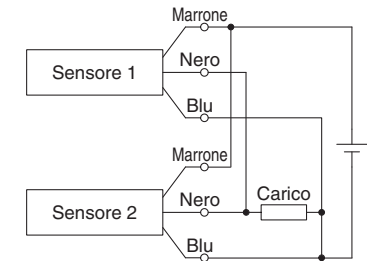 Marrone
Nero
Sensore 1
Blu
Marrone
Nero
Carico
Sensore 2
Blu